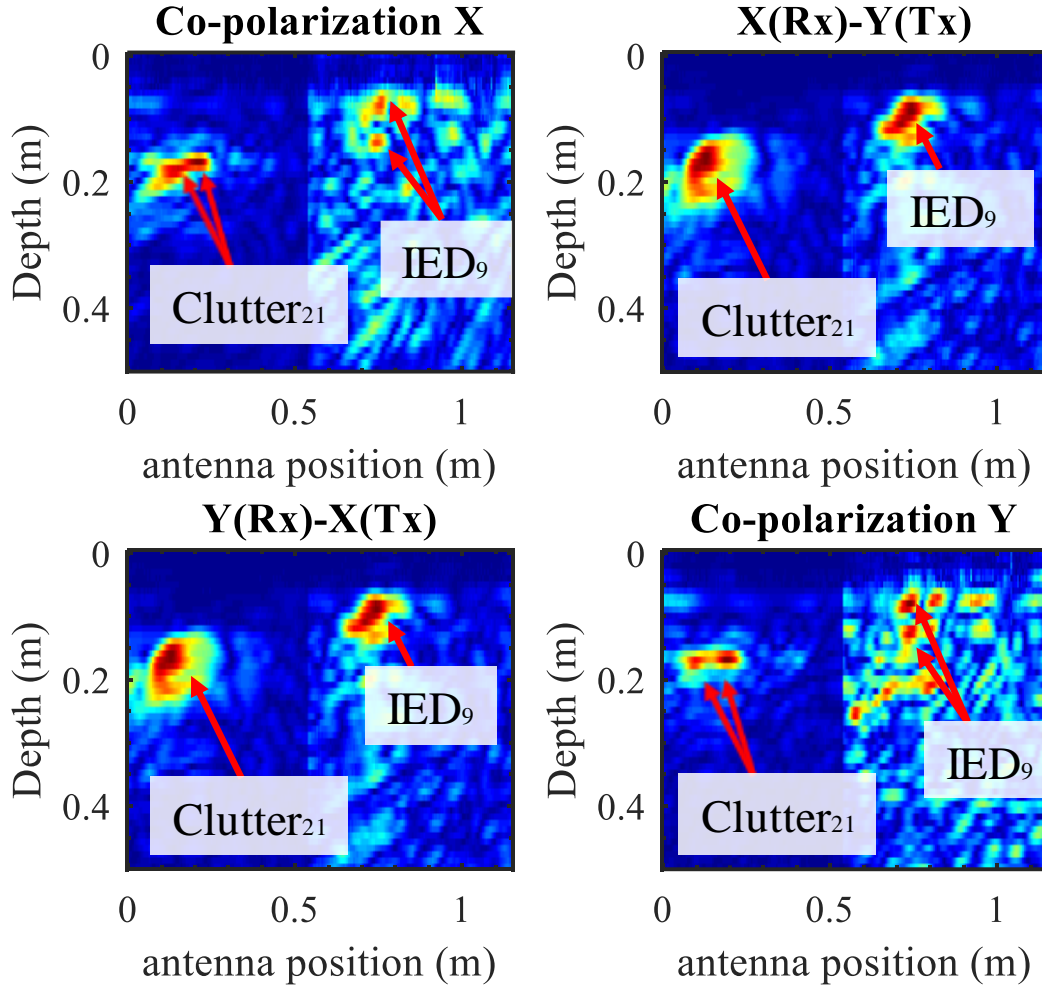 Co-polarization X
0
0.2
0.4
Depth (m)
IED9
Clutter21
0 0.5 1
antenna position (m)
X(Rx)-Y(Tx)
0
0.2
0.4
Depth (m)
IED9
Clutter21
0 0.5 1
antenna position (m)
Y(Rx)-X(Tx)
0
0.2
0.4
Depth (m)
IED9
Clutter21
0 0.5 1
antenna position (m)
Co-polarization Y
0
0.2
0.4
Depth (m)
IED9
Clutter21
0 0.5 1
antenna position (m)